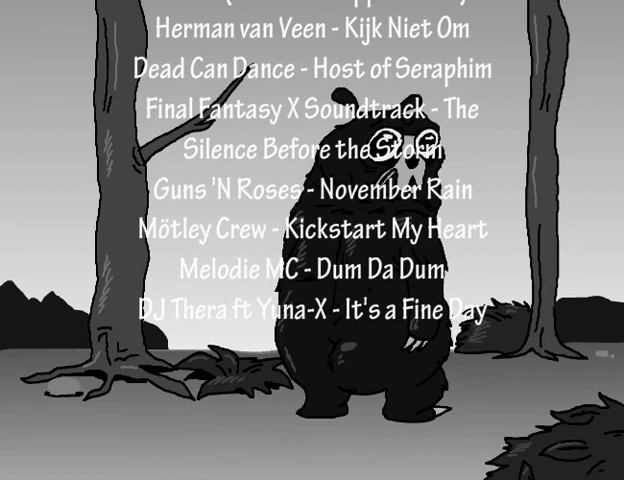 Herman van Veen - Kijk Niet Om
Dead Can Dance - Host of Seraphim
Final Fantasy X Soundtrack - The
Silence Before the Storm
Guns 'N Roses - November Rain
Mötley Crew - Kickstart My Heart
Melodie MC - Dum Da Dum
DJ Thera ft Yuna-X - It's a Fine Day